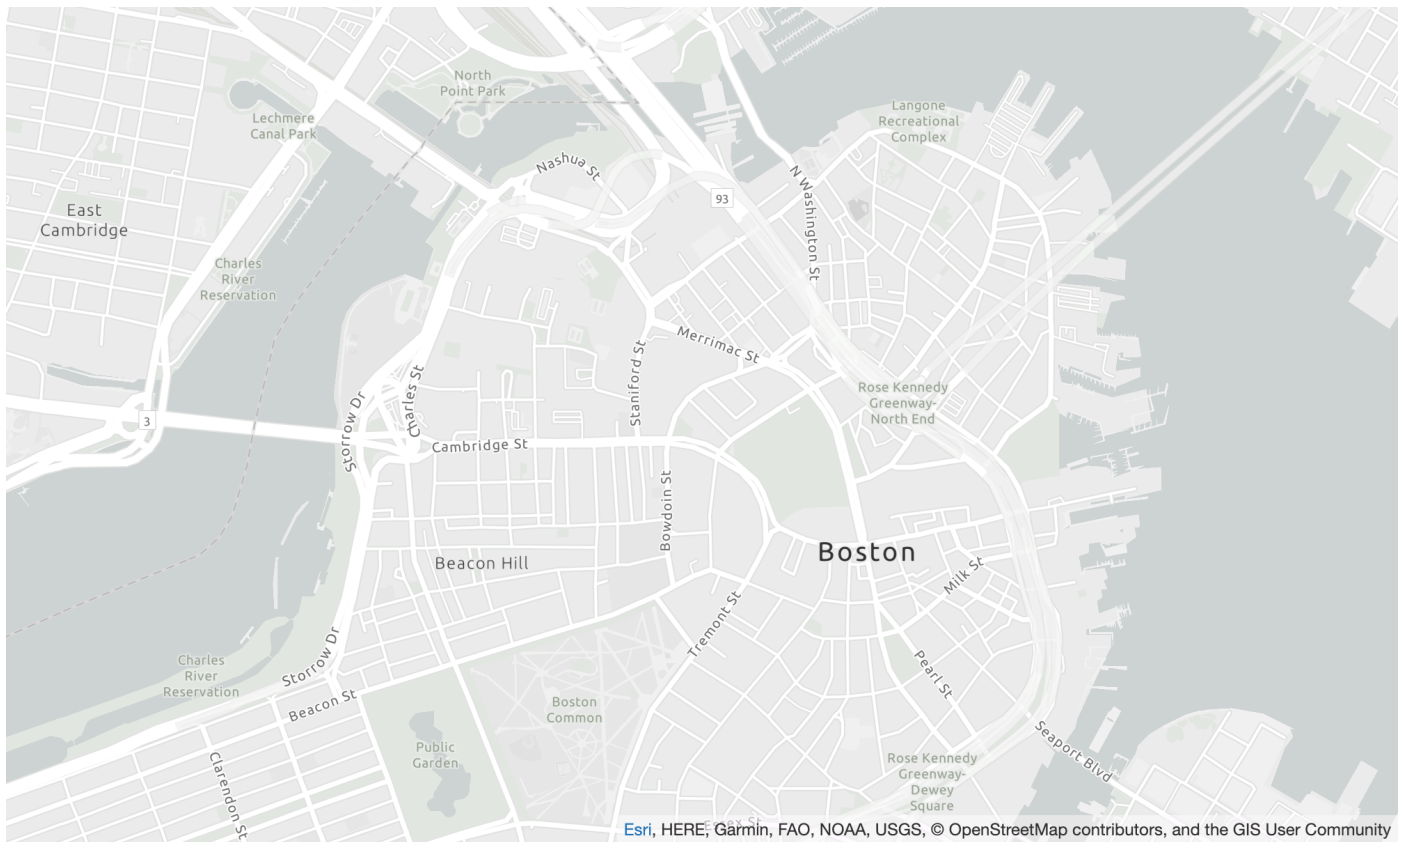 North
Point Park
Lechmere
Canal Park
Langone
Recreational
Complex
Nashua St
93
N Washington St
East
Cambridge
Charles
River
Reservation
Merrimac St
Staniford St
Charles St
Storrow Dr
Rose Kennedy
Greenway-
North End
3
Cambridge St
Bowdoin St
Boston
Beacon Hill
Milk St
Tremont St
Storrow Dr
Charles
River
Reservation
Pearl St
Beacon St
Boston
Common
Public
Garden
Seaport Blvd
Clarendon St
Rose Kennedy
Greenway-
Dewey
Square
Essex St
Esri, HERE, Garmin, FAO, NOAA, USGS, © OpenStreetMap contributors, and the GIS User Community